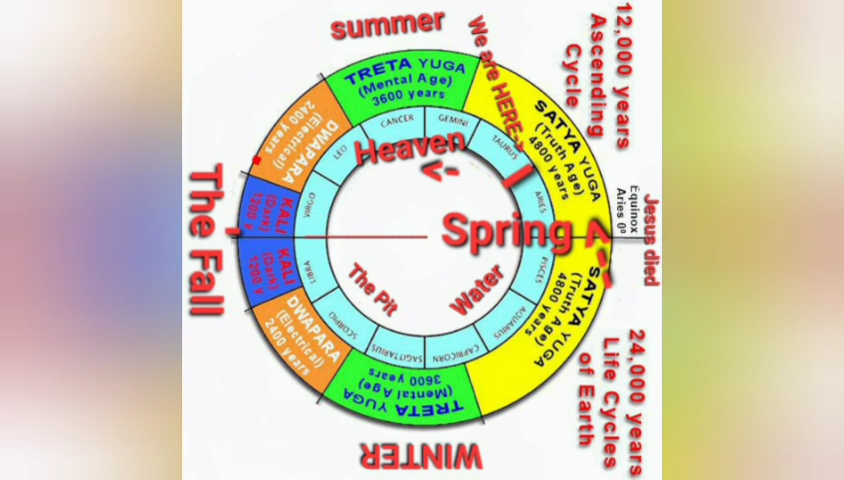 summer
We are HERE->
12,000 years
Ascending
Cycle
TRETA YUGA
(Mental Age)
3600 years
SATYA YUGA
(Truth Age)
4800 years
DWAPARA
(Electrical)
2400 years
CANCER
GEMINI
LEO
TAURUS
Heaven
<-
VIRGO
ARIES
KALI
(Dark)
1200 y
The Fall
Spring
<--
Equinox
Aries 0°
Jesus died
KALI
(Dark)
1200 y
LIBRA
PISCES
The Pit
Water
SCORPIO
AQUARIUS
SAGITARIUS
CAPRICORN
DWAPARA
(Electrical)
2400 years
SATYA YUGA
(Truth Age)
4800 years
TRETA YUGA
(Mental Age)
3600 years
24,000 years
Life Cycles
of Earth
WINTER